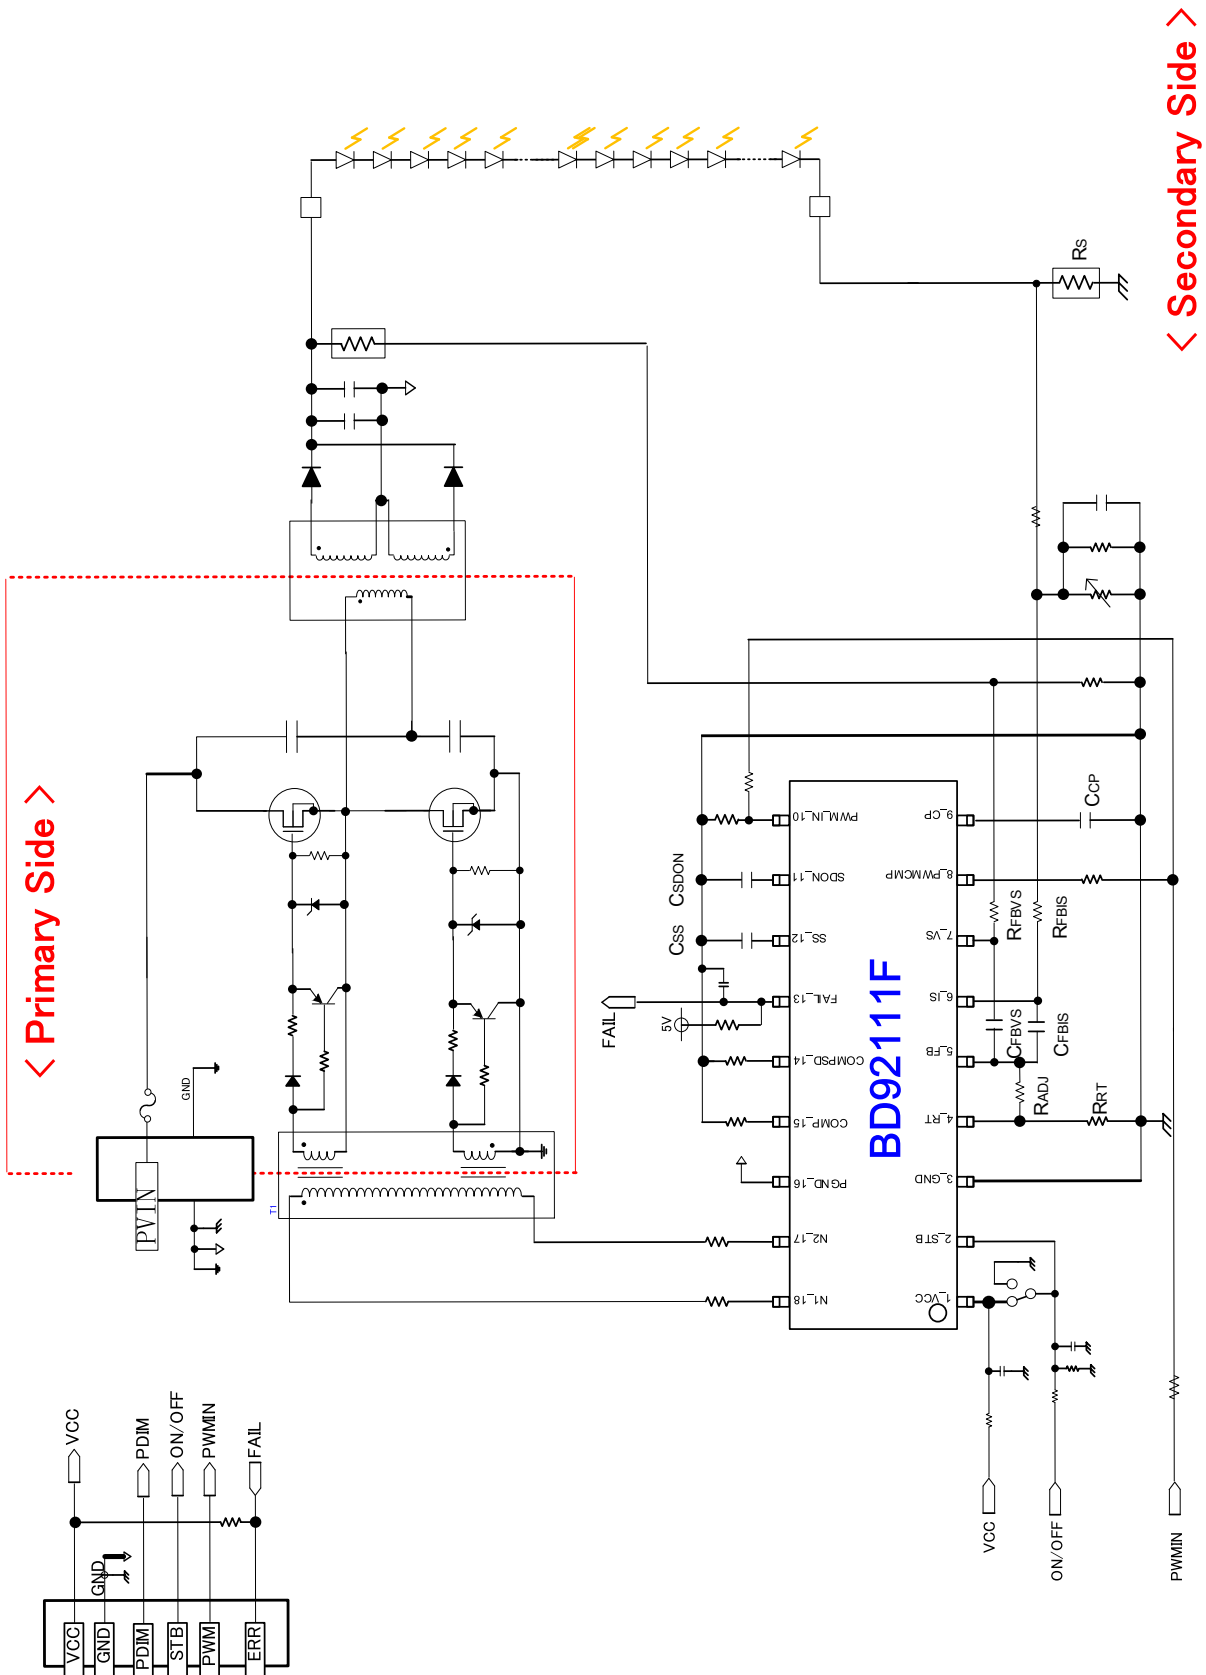 < Primary Side >
< Secondary Side >
PVIN
GND
T1
RS
VCC
PDIM
ON/OFF
PWMIN
FAIL
GND
VCC
GND
PDIM
STB
PWM
ERR
BD92111F
1_VCC
2_STB
3_GND
4_RT
5_FB
6_IS
7_VS
8_PWMCMP
9_CP
PWM_IN_10
SDON_11
SS_12
FAIL_13
COMPSD_14
COMP_15
PGND_16
N2_17
N1_18
CSDON
CSS
FAIL
5V
CCP
RFBVS
RFBIS
CFBVS
CFBIS
RADJ
RRT
VCC
ON/OFF
PWMIN